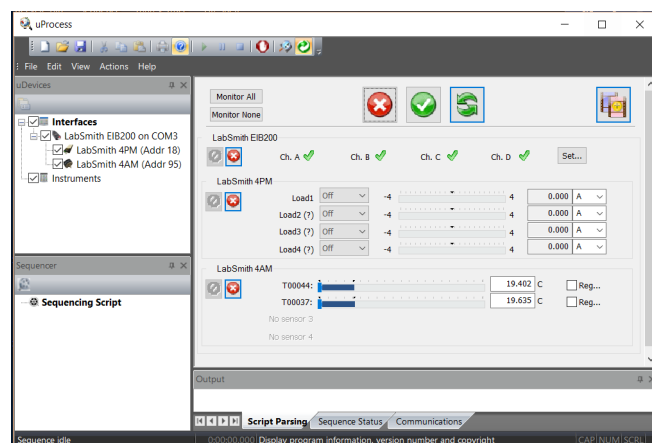 uProcess
File Edit View Actions Help
uDevices
Interfaces
LabSmith EIB200 on COM3
LabSmith 4PM (Addr 18)
LabSmith 4AM (Addr 95)
Instruments
Sequencer
Sequencing Script
Monitor All
Monitor None
LabSmith EIB200
Ch. A Ch. B Ch. C Ch. D Set...
LabSmith 4PM
Load1 Off -4 4 0.000 A
Load2 (?) Off -4 4 0.000 A
Load3 (?) Off -4 4 0.000 A
Load4 (?) Off -4 4 0.000 A
LabSmith 4AM
T00044: 19.402 C Reg...
T00037: 19.635 C Reg...
No sensor 3
No sensor 4
Output
Script Parsing Sequence Status Communications
Sequence idle 0:00:00.000 Display program information, version number and copyright CAP NUM SCRL